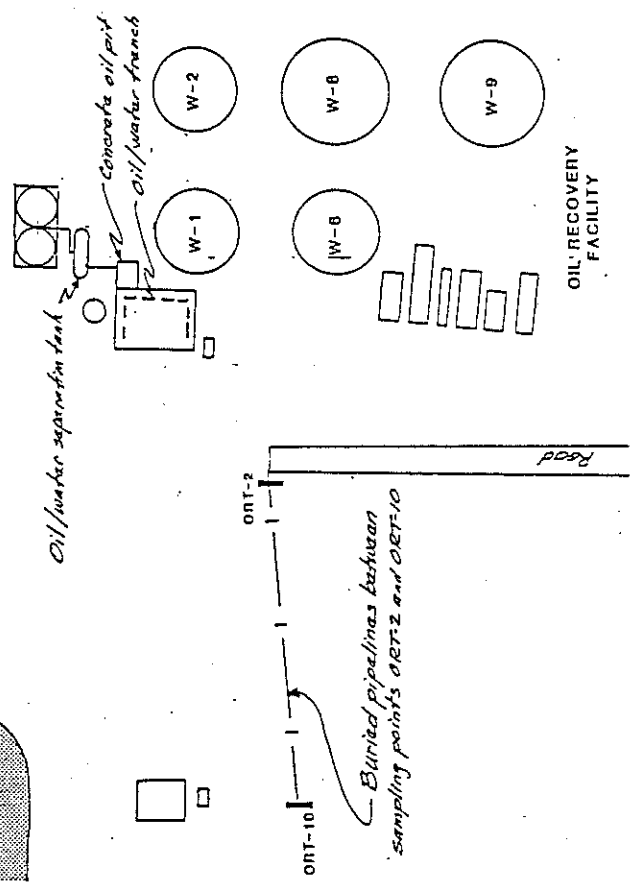 Oil/water separation tank
Concrete oil pit
Oil/water trench
W-1
W-2
ORT-2
ORT-10
W-6
W-8
Buried pipelines between
sampling points ORT-2 and ORT-10
W-9
Road
OIL RECOVERY
FACILITY